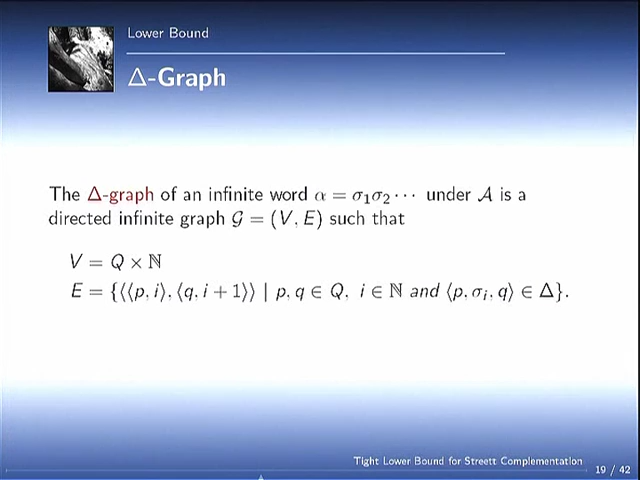 Lower Bound
Δ-Graph
The Δ-graph of an infinite word α = σ₁σ₂ ··· under 𝒜 is a
directed infinite graph 𝒢 = (V, E) such that
V = Q × ℕ
E = {⟨⟨p, i⟩, ⟨q, i + 1⟩⟩ | p, q ∈ Q, i ∈ ℕ and ⟨p, σᵢ, q⟩ ∈ Δ}.
Tight Lower Bound for Streett Complementation
19 / 42